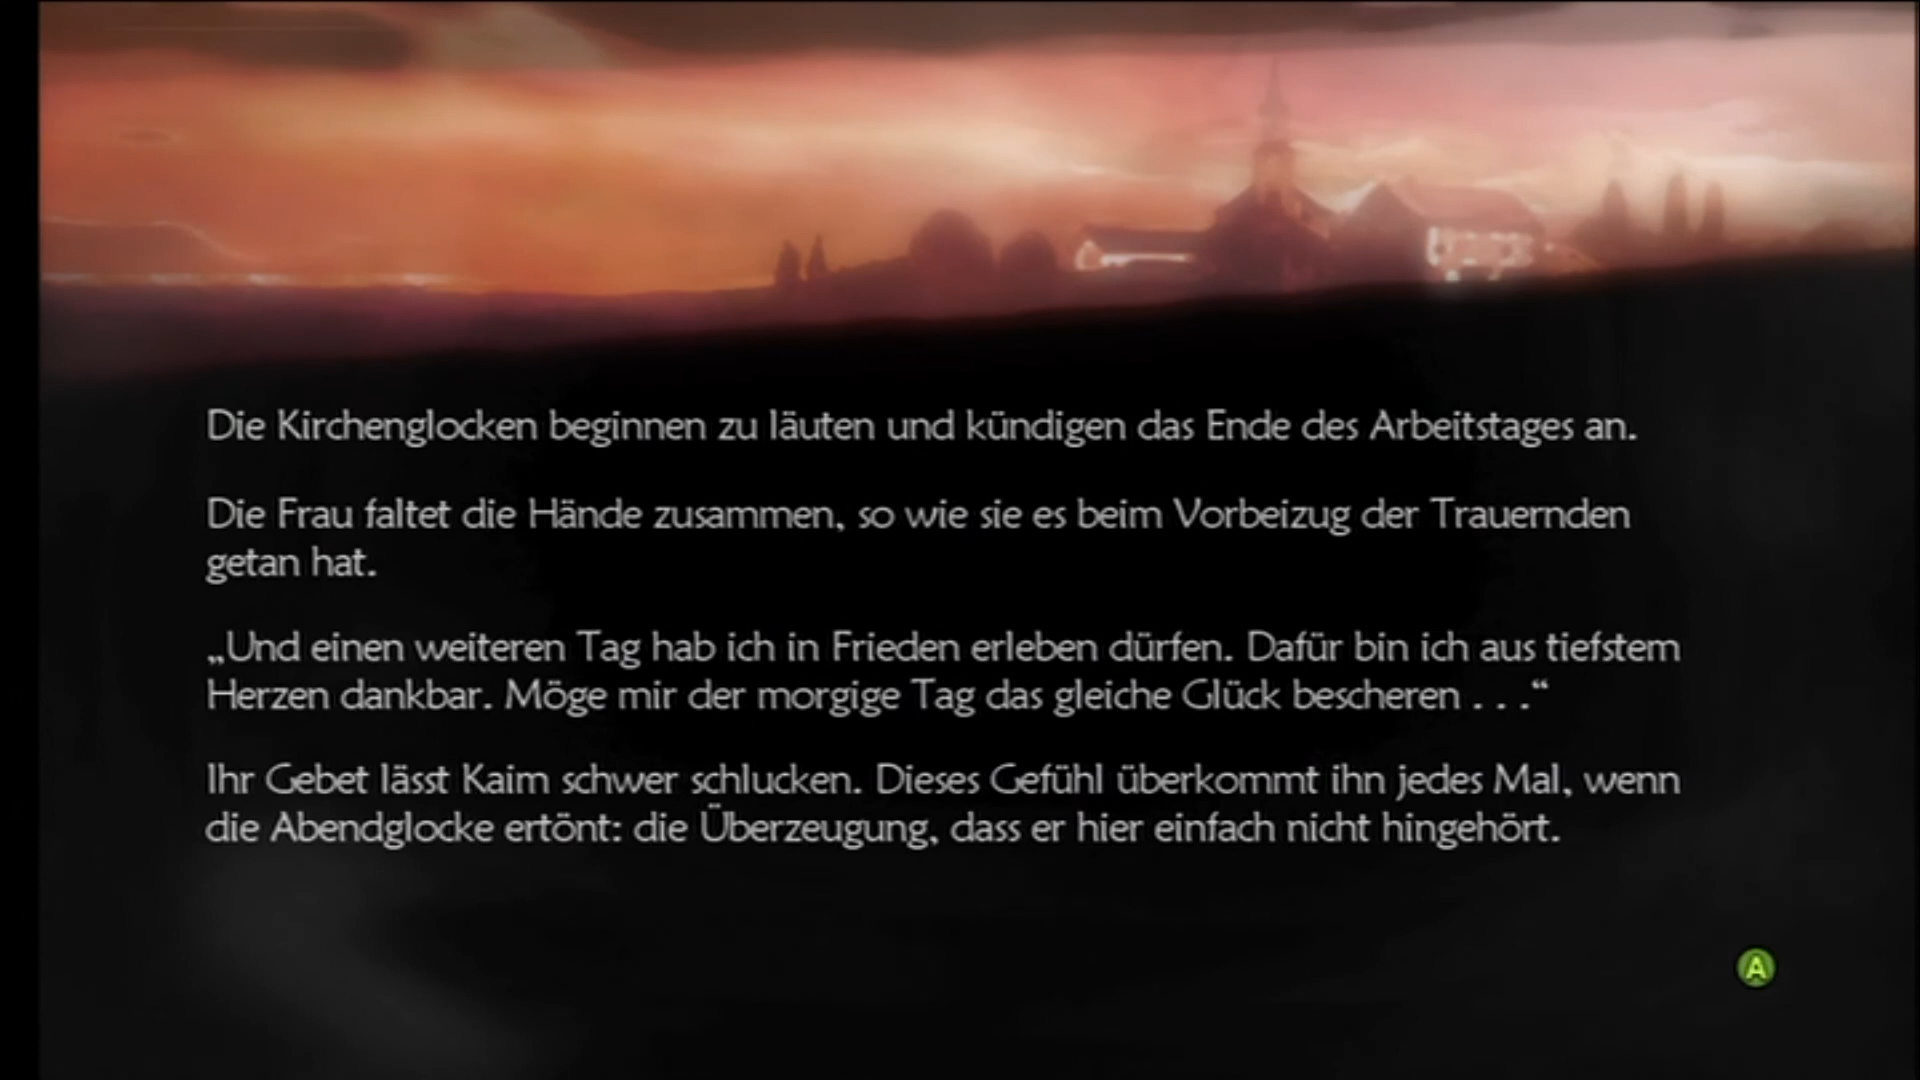 Die Kirchenglocken beginnen zu läuten und kündigen das Ende des Arbeitstages an.
Die Frau faltet die Hände zusammen, so wie sie es beim Vorbeizug der Trauernden
getan hat.
„Und einen weiteren Tag hab ich in Frieden erleben dürfen. Dafür bin ich aus tiefstem
Herzen dankbar. Möge mir der morgige Tag das gleiche Glück bescheren . . .“
Ihr Gebet lässt Kaim schwer schlucken. Dieses Gefühl überkommt ihn jedes Mal, wenn
die Abendglocke ertönt: die Überzeugung, dass er hier einfach nicht hingehört.
A